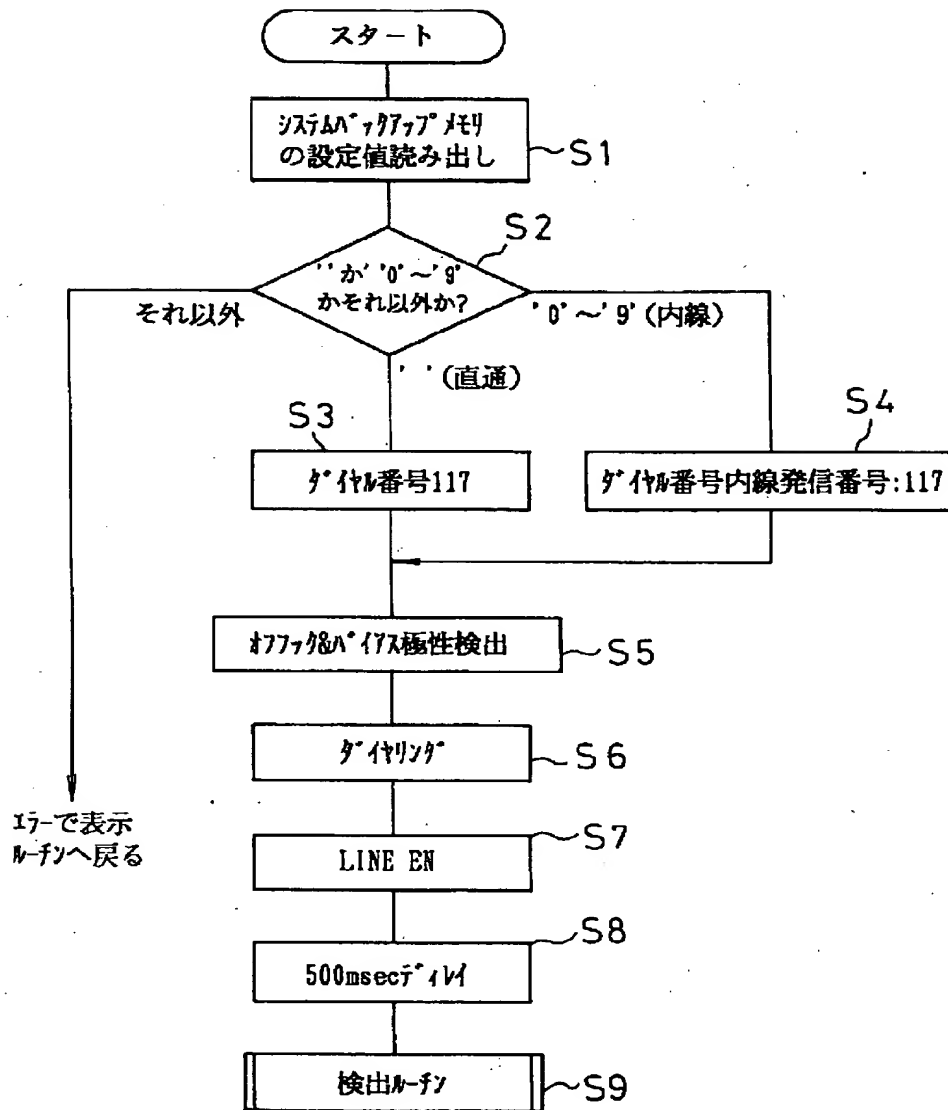 スタート
ｼｽﾃﾑﾊﾞｯｸｱｯﾌﾟﾒﾓﾘ
の設定値読み出し
S1
S2
' 'か'0'～'9'
かそれ以外か?
それ以外
'0'～'9'(内線)
' '(直通)
S3
S4
ﾀﾞｲﾔﾙ番号117
ﾀﾞｲﾔﾙ番号内線発信番号:117
ｵﾌﾌｯｸ&ﾊﾞｲｱｽ極性検出
S5
ﾀﾞｲﾔﾘﾝｸﾞ
S6
ｴﾗｰで表示
ﾙｰﾁﾝへ戻る
S7
LINE EN
S8
500msecﾃﾞｨﾚｲ
検出ﾙｰﾁﾝ
S9